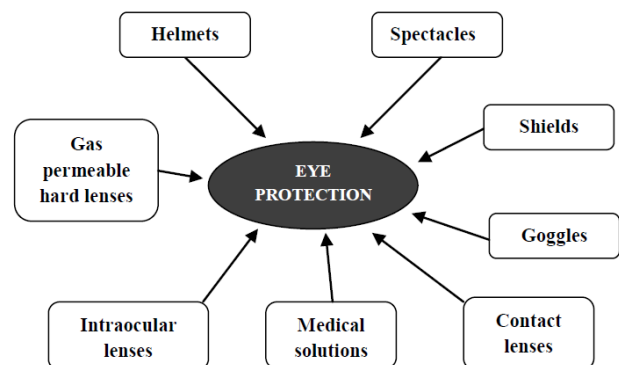 Helmets
Spectacles
Shields
Gas
permeable
hard lenses
EYE
PROTECTION
Goggles
Intraocular
lenses
Medical
solutions
Contact
lenses